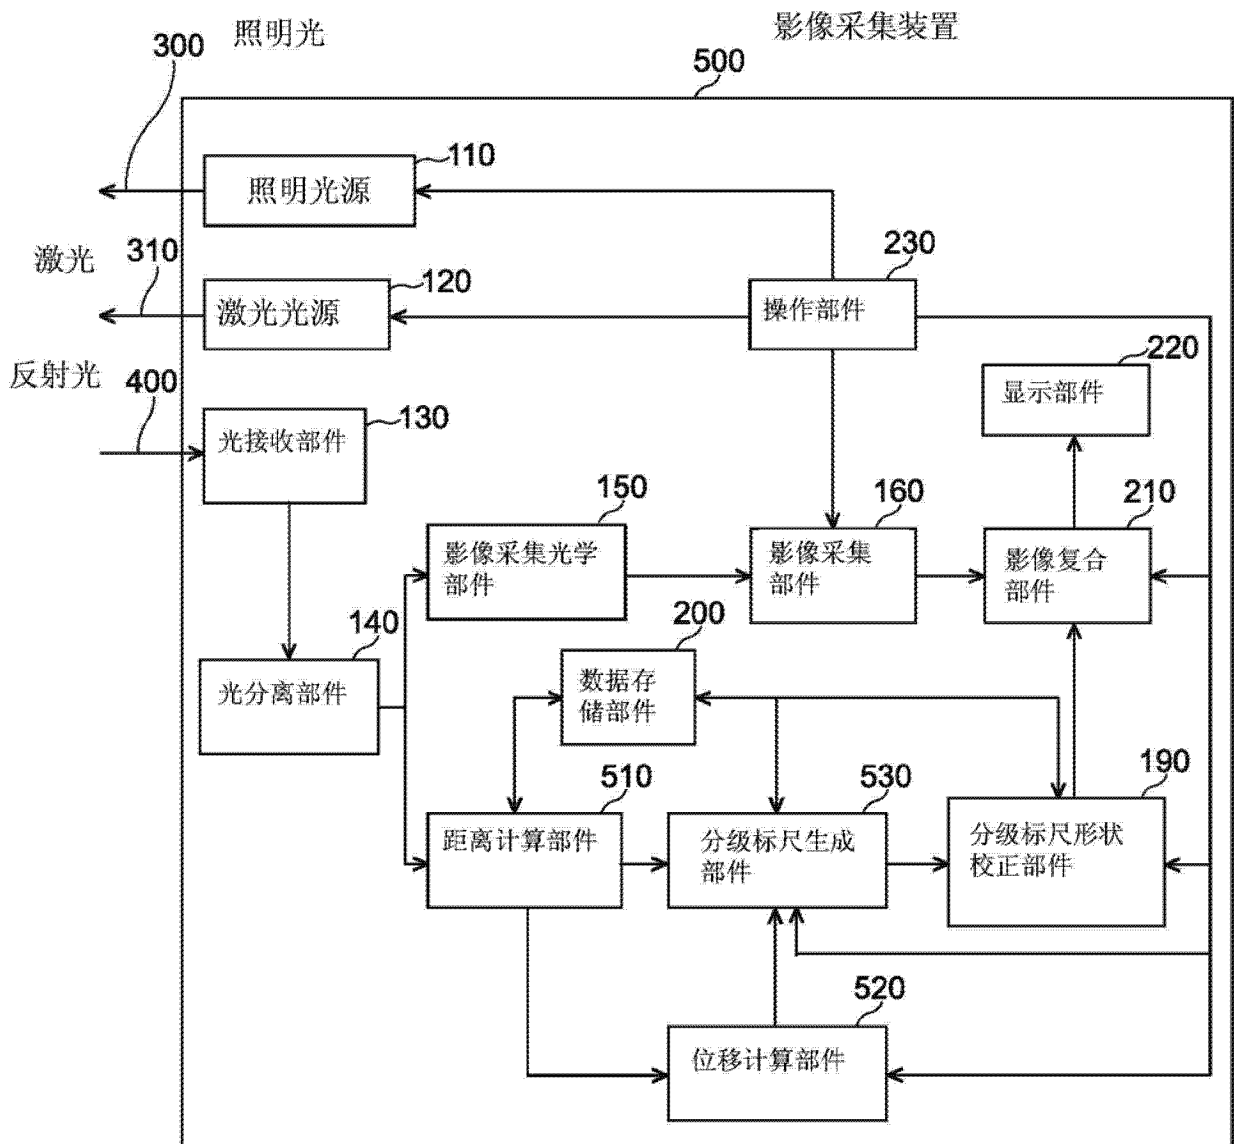 照明光
影像采集装置
300
500
110
照明光源
激光
310
230
120
激光光源
操作部件
反射光
400
220
显示部件
130
光接收部件
150
160
210
影像采集光学
部件
影像采集
部件
影像复合
部件
140
200
光分离部件
数据存
储部件
510
530
190
距离计算部件
分级标尺生成
部件
分级标尺形状
校正部件
520
位移计算部件